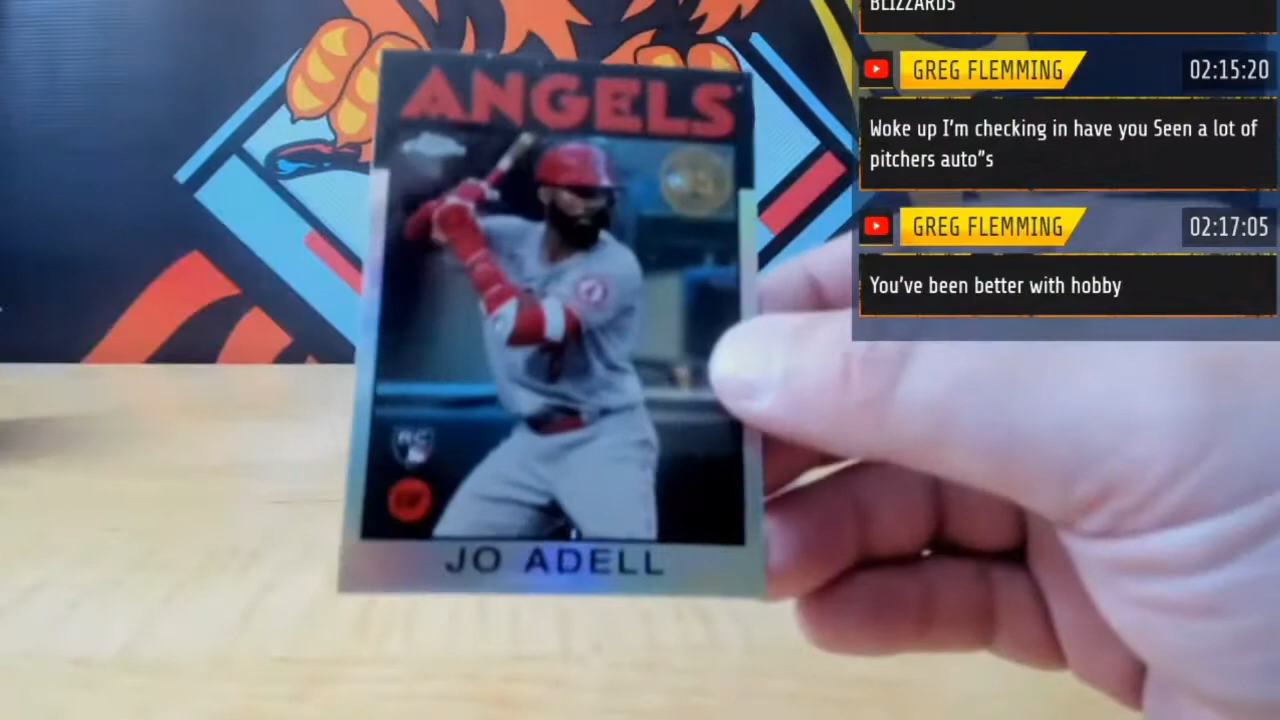 BLIZZARDS
GREG FLEMMING 02:15:20
Woke up I'm checking in have you Seen a lot of
pitchers auto"s
GREG FLEMMING 02:17:05
You've been better with hobby
ANGELS
RC
JO ADELL